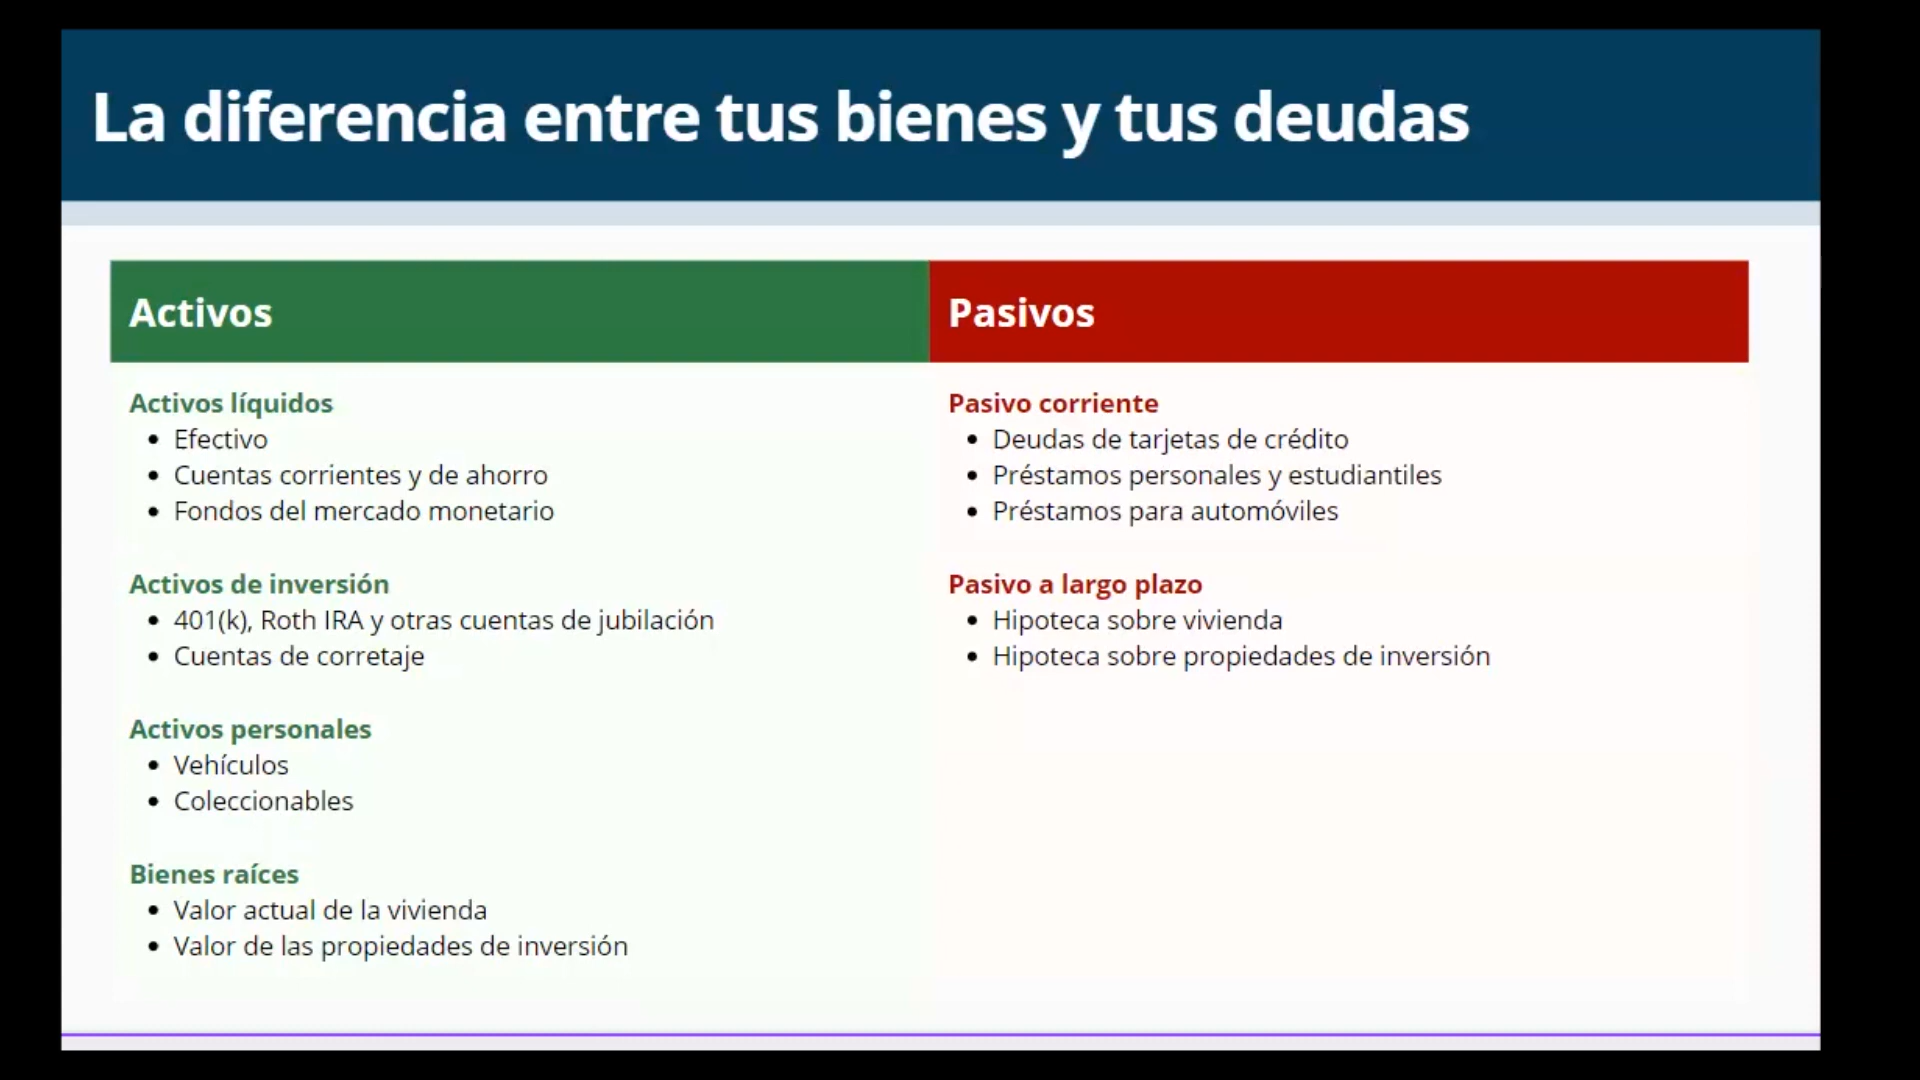 La diferencia entre tus bienes y tus deudas
Activos
Activos líquidos
Efectivo
Cuentas corrientes y de ahorro
Fondos del mercado monetario
Activos de inversión
401(k), Roth IRA y otras cuentas de jubilación
Cuentas de corretaje
Activos personales
Vehículos
Coleccionables
Bienes raíces
Valor actual de la vivienda
Valor de las propiedades de inversión
Pasivos
Pasivo corriente
Deudas de tarjetas de crédito
Préstamos personales y estudiantiles
Préstamos para automóviles
Pasivo a largo plazo
Hipoteca sobre vivienda
Hipoteca sobre propiedades de inversión